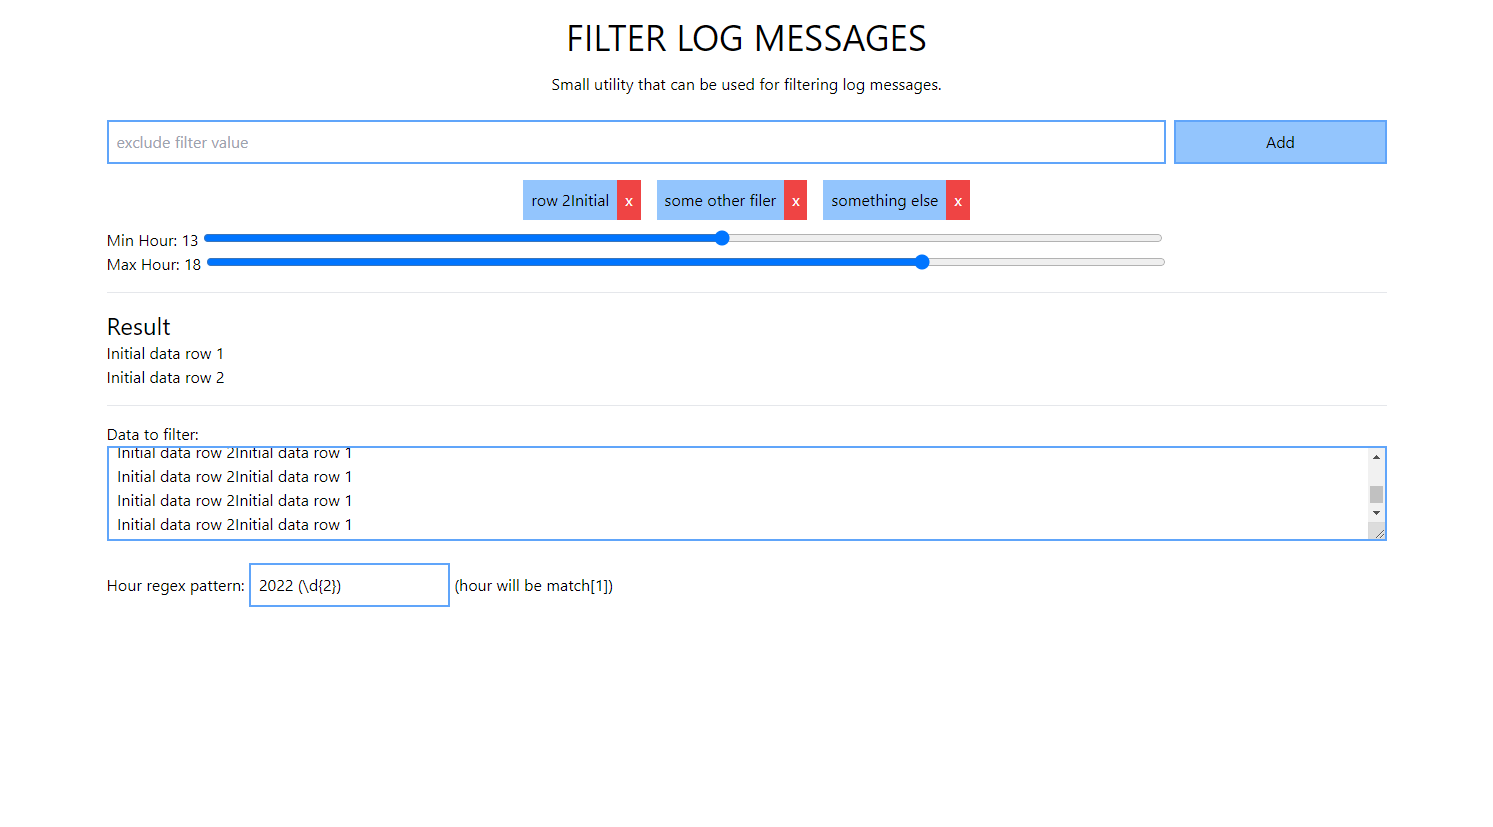 FILTER LOG MESSAGES
Small utility that can be used for filtering log messages.
exclude filter value Add
row 2Initial x some other filer x something else x
Min Hour: 13
Max Hour: 18
Result
Initial data row 1
Initial data row 2
Data to filter:
Initial data row 2Initial data row 1
Initial data row 2Initial data row 1
Initial data row 2Initial data row 1
Initial data row 2Initial data row 1
Hour regex pattern: 2022 (\d{2}) (hour will be match[1])